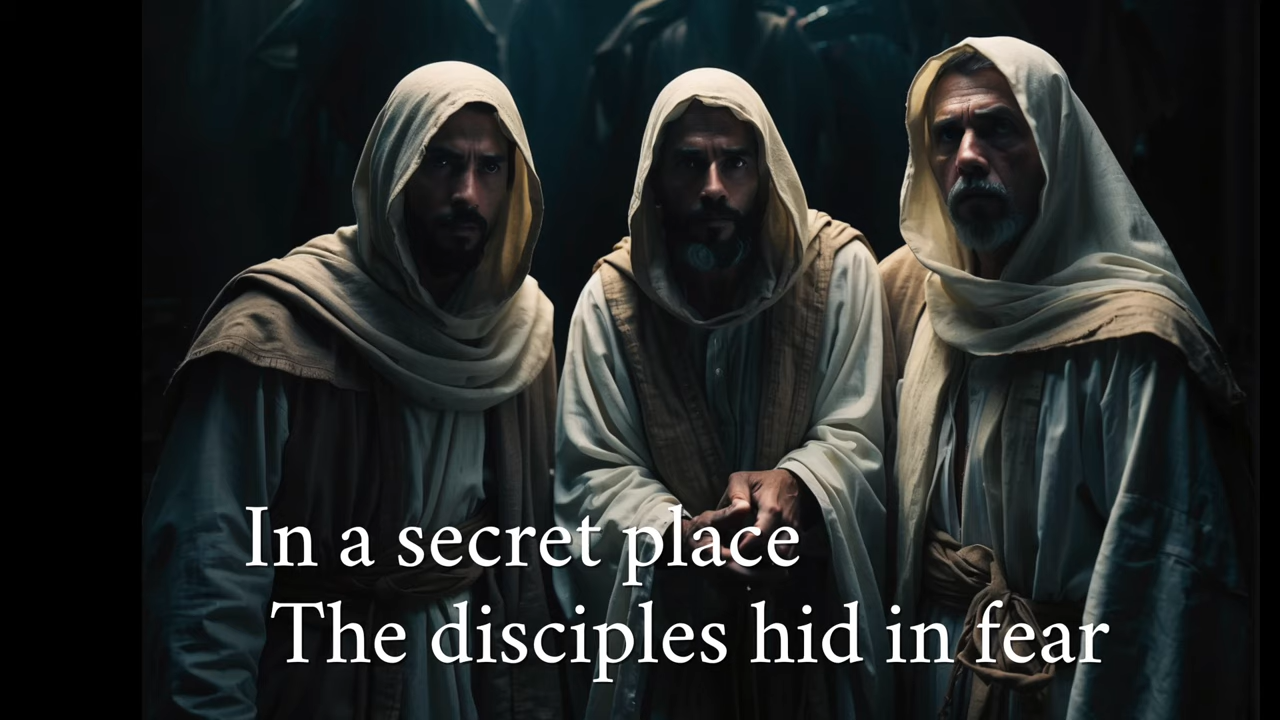 In a secret place
The disciples hid in fear